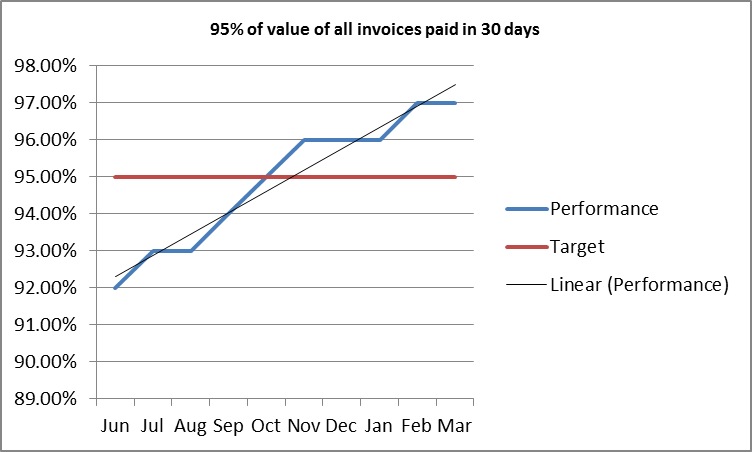 95% of value of all invoices paid in 30 days
98.00%
97.00%
96.00%
95.00%
94.00%
93.00%
92.00%
91.00%
90.00%
89.00%
Jun Jul Aug Sep Oct Nov Dec Jan Feb Mar
Performance
Target
Linear (Performance)